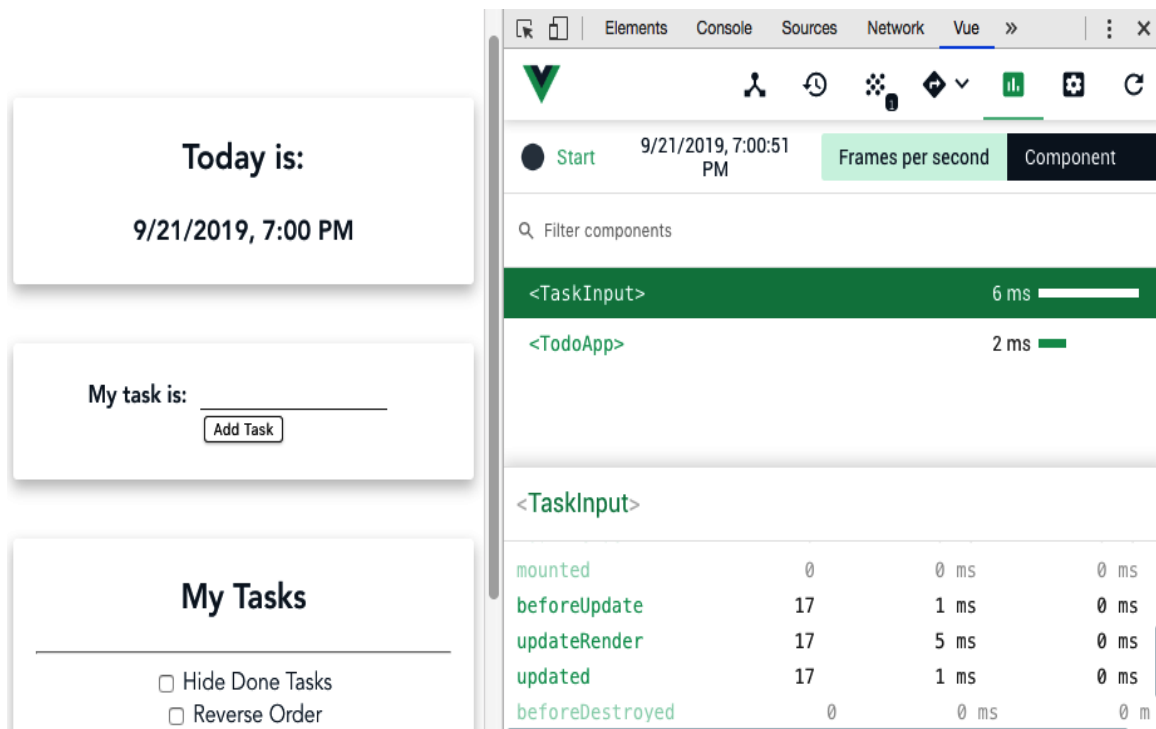 Today is:
9/21/2019, 7:00 PM
My task is:
Add Task
My Tasks
Hide Done Tasks
Reverse Order
Elements Console Sources Network Vue »
1
Start 9/21/2019, 7:00:51 PM Frames per second Component
Filter components
<TaskInput> 6 ms
<TodoApp> 2 ms
<TaskInput>
mounted 0 0 ms 0 ms
beforeUpdate 17 1 ms 0 ms
updateRender 17 5 ms 0 ms
updated 17 1 ms 0 ms
beforeDestroyed 0 0 ms 0 m